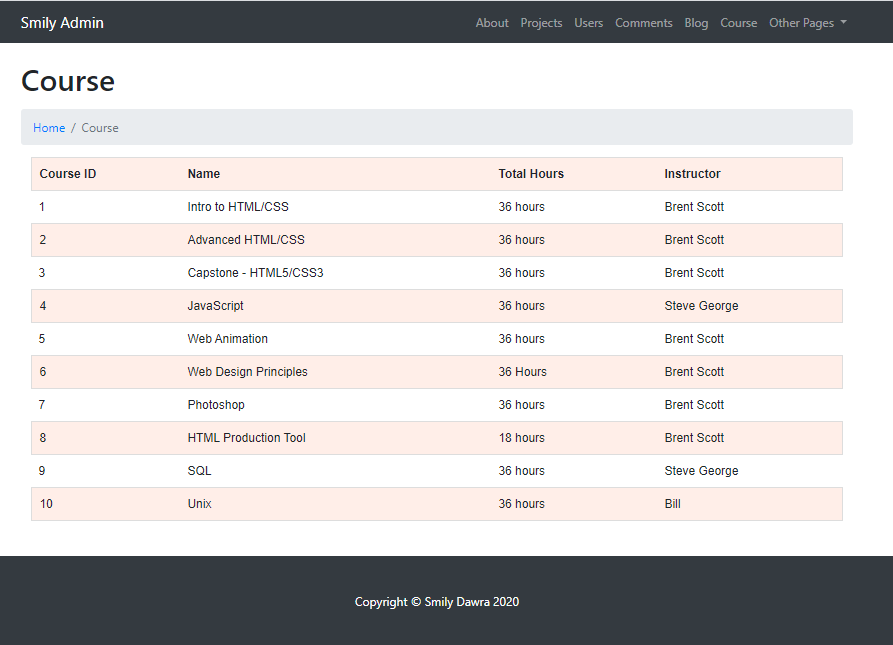 Smily Admin About Projects Users Comments Blog Course Other Pages
Course
Home / Course
Course ID Name Total Hours Instructor
1 Intro to HTML/CSS 36 hours Brent Scott
2 Advanced HTML/CSS 36 hours Brent Scott
3 Capstone - HTML5/CSS3 36 hours Brent Scott
4 JavaScript 36 hours Steve George
5 Web Animation 36 hours Brent Scott
6 Web Design Principles 36 Hours Brent Scott
7 Photoshop 36 hours Brent Scott
8 HTML Production Tool 18 hours Brent Scott
9 SQL 36 hours Steve George
10 Unix 36 hours Bill
Copyright © Smily Dawra 2020